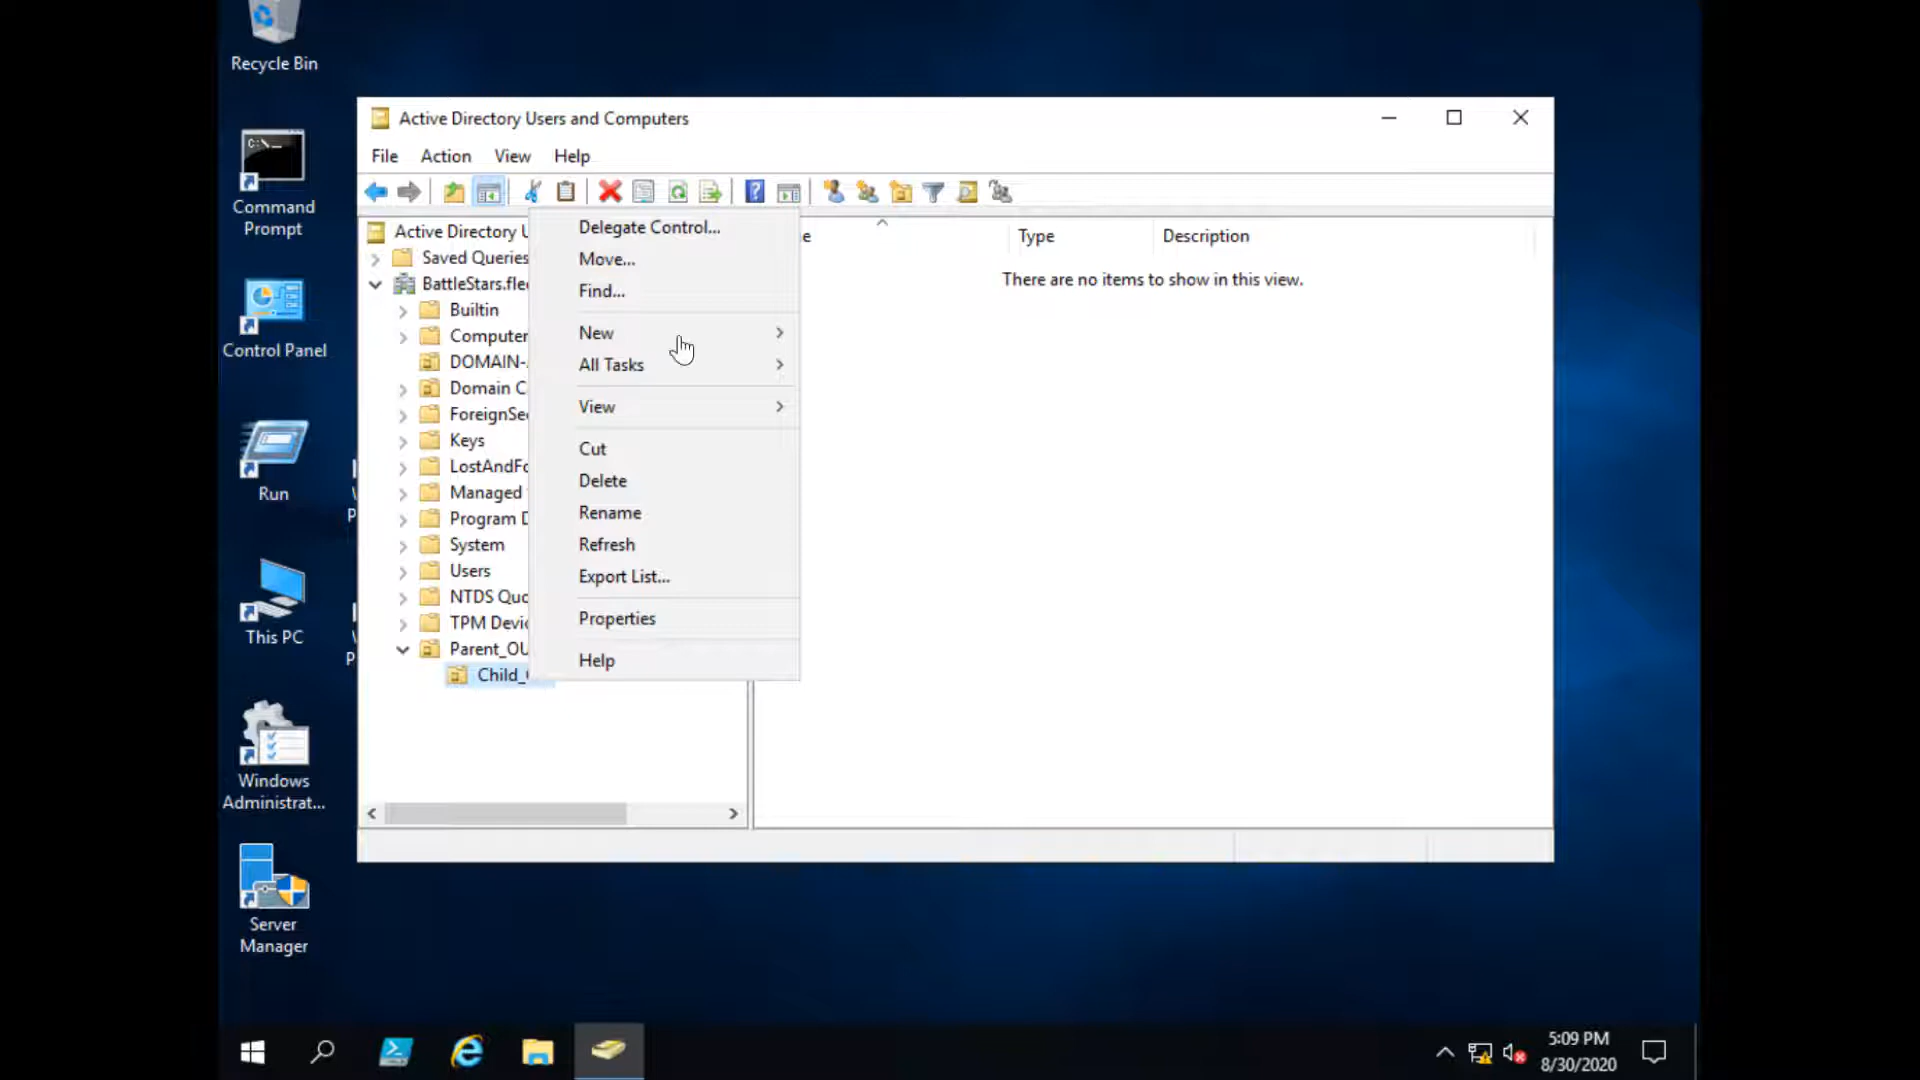 Recycle Bin
Command
Prompt
Control Panel
Run
This PC
Windows
Administrat...
Server
Manager
Active Directory Users and Computers
File Action View Help
Active Directory U
Saved Queries
BattleStars.flee
Builtin
Computer
DOMAIN-
Domain C
ForeignSe
Keys
LostAndFo
Managed
Program D
System
Users
NTDS Quo
TPM Devic
Parent_OU
Child_
Delegate Control...
Move...
Find...
New
All Tasks
View
Cut
Delete
Rename
Refresh
Export List...
Properties
Help
Type Description
There are no items to show in this view.
5:09 PM
8/30/2020